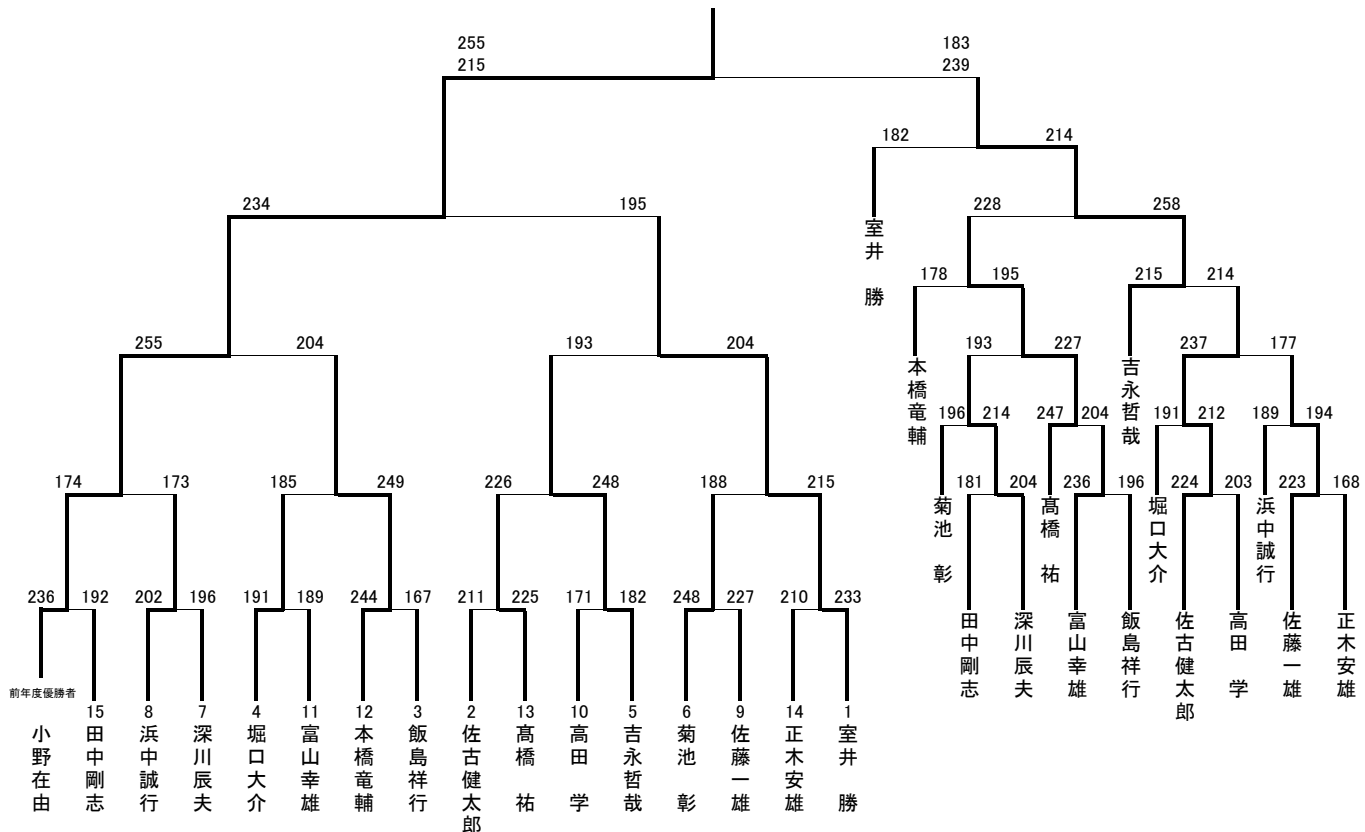 255 183
215 239
182 214
234 195 228 258
室井 勝
178 195 215 214
255 204 193 204 193 227 237 177
本橋竜輔 吉永哲哉
196 214 247 204 191 212 189 194
174 173 185 249 226 248 188 215 181 204 236 196 224 203 223 168
菊池 彰 髙橋 祐 堀口大介 浜中誠行
236 192 202 196 191 189 244 167 211 225 171 182 248 227 210 233
田中剛志 深川辰夫 富山幸雄 飯島祥行 佐古健太郎 高田 学 佐藤一雄 正木安雄
前年度優勝者
15 8 7 4 11 12 3 2 13 10 5 6 9 14 1
小野在由 田中剛志 浜中誠行 深川辰夫 堀口大介 富山幸雄 本橋竜輔 飯島祥行 佐古健太郎 髙橋 祐 高田 学 吉永哲哉 菊池 彰 佐藤一雄 正木安雄 室井 勝